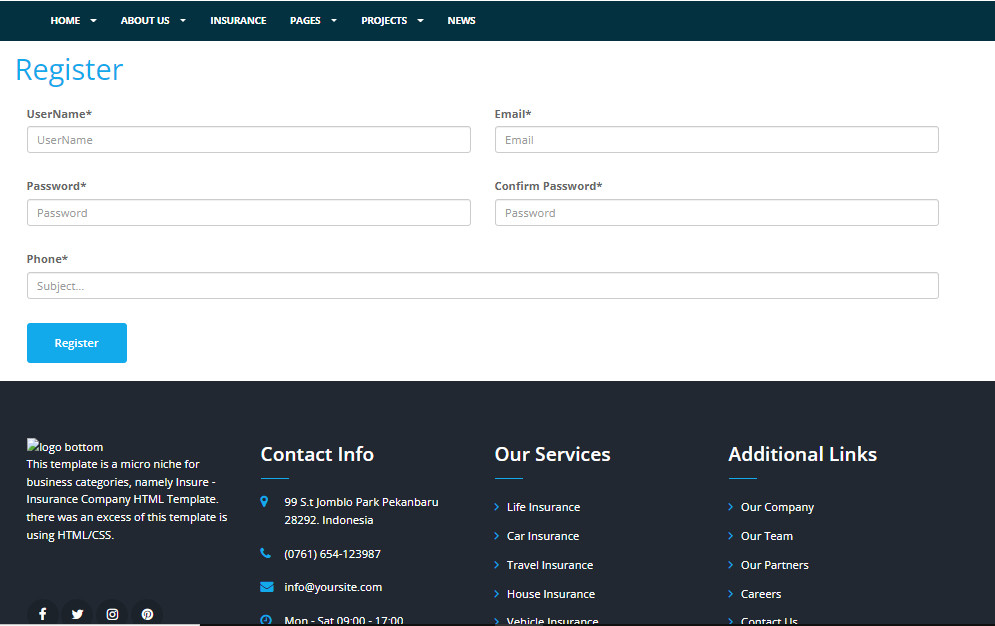 HOME ABOUT US INSURANCE PAGES PROJECTS NEWS
Register
UserName* Email*
UserName Email
Password* Confirm Password*
Password Password
Phone*
Subject...
Register
logo bottom
This template is a micro niche for
business categories, namely Insure -
Insurance Company HTML Template.
there was an excess of this template is
using HTML/CSS.
Contact Info
99 S.t Jomblo Park Pekanbaru
28292. Indonesia
(0761) 654-123987
info@yoursite.com
Mon - Sat 09:00 - 17:00
Our Services
Life Insurance
Car Insurance
Travel Insurance
House Insurance
Vehicle Insurance
Additional Links
Our Company
Our Team
Our Partners
Careers
Contact Us